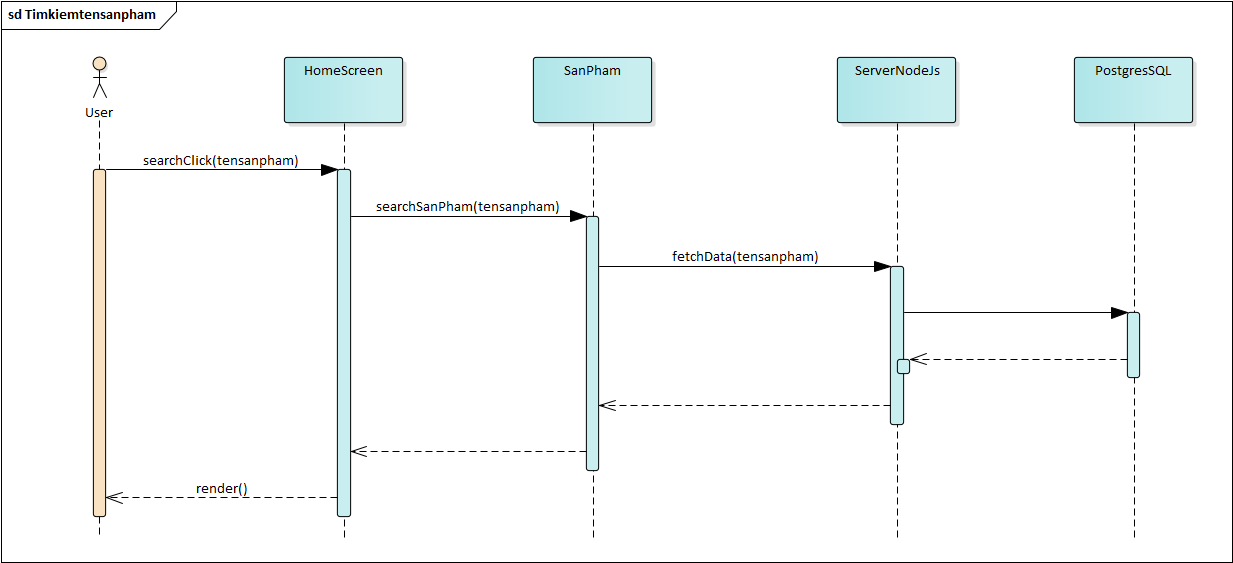 sd Timkiemtensanpham
User
HomeScreen
SanPham
ServerNodeJs
PostgresSQL
searchClick(tensanpham)
searchSanPham(tensanpham)
fetchData(tensanpham)
render()